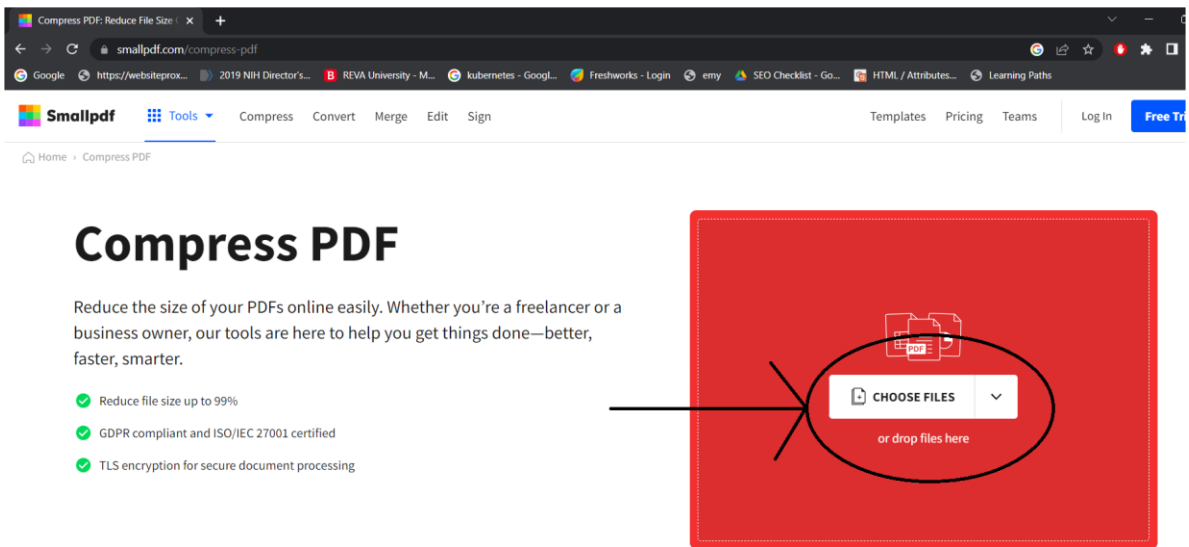 Compress PDF: Reduce File Size
smallpdf.com/compress-pdf
Google https://websiteprox... 2019 NIH Director's... REVA University - M... kubernetes - Googl... Freshworks - Login emy SEO Checklist - Go... HTML / Attributes... Learning Paths
Smallpdf Tools Compress Convert Merge Edit Sign Templates Pricing Teams Log In Free Tri
Home › Compress PDF
Compress PDF
Reduce the size of your PDFs online easily. Whether you're a freelancer or a
business owner, our tools are here to help you get things done—better,
faster, smarter.
Reduce file size up to 99%
GDPR compliant and ISO/IEC 27001 certified
TLS encryption for secure document processing
PDF
CHOOSE FILES
or drop files here